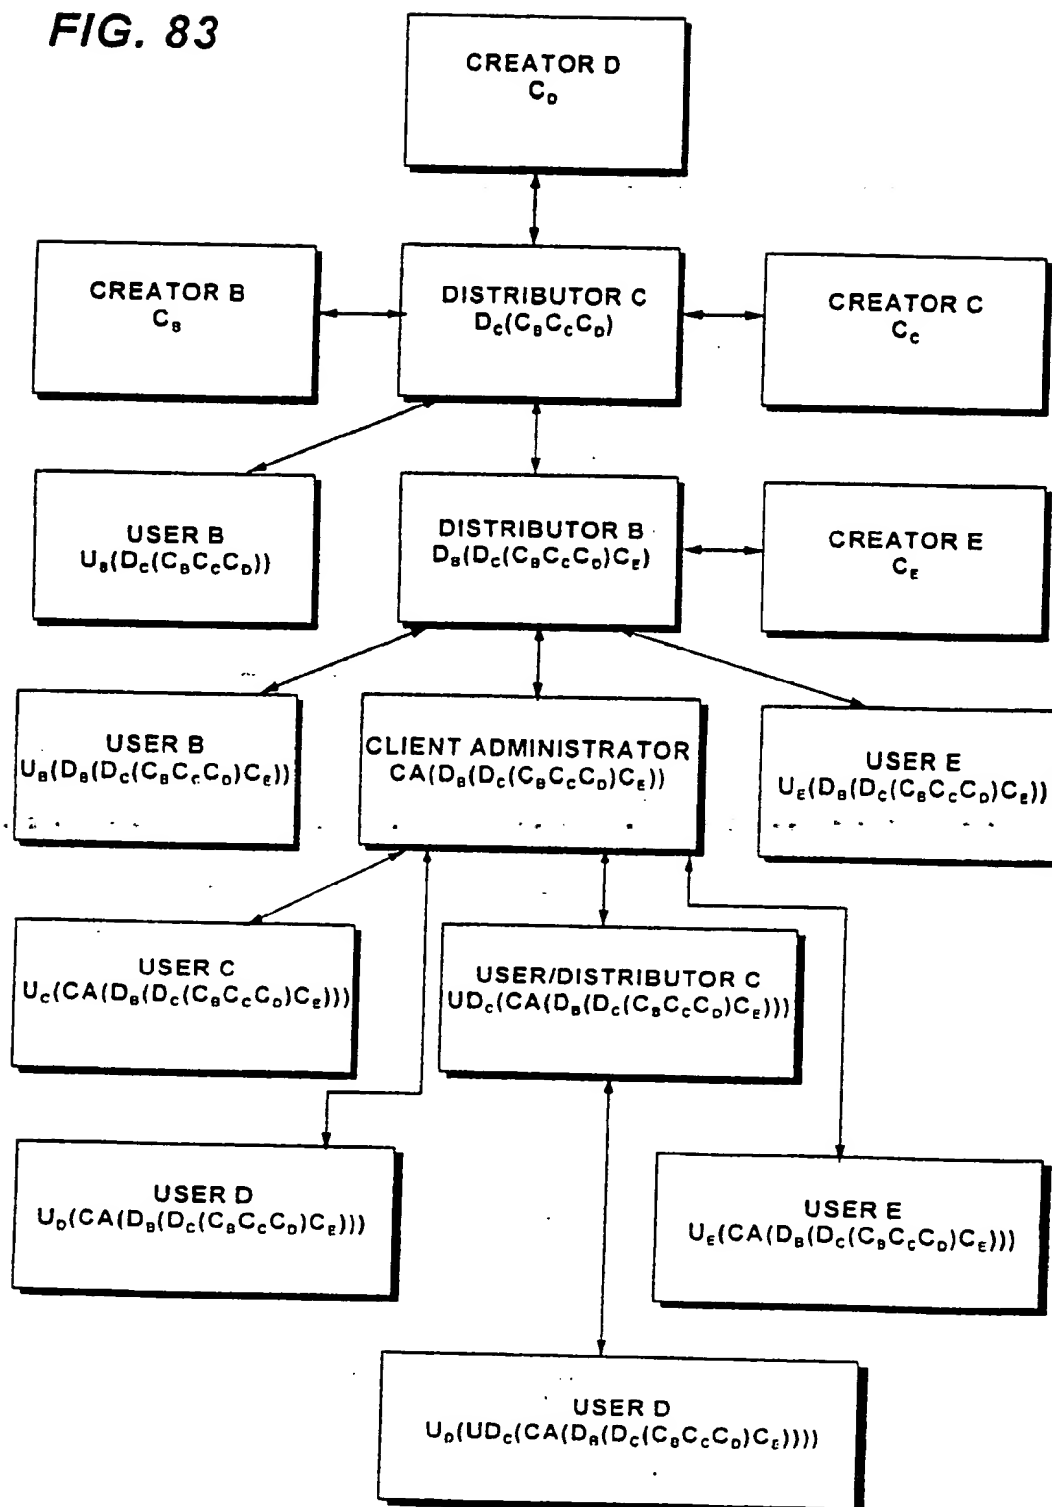 FIG. 83
CREATOR D
C_D
CREATOR B
C_B
DISTRIBUTOR C
D_C(C_BC_CC_D)
CREATOR C
C_C
USER B
U_B(D_C(C_BC_CC_D))
DISTRIBUTOR B
D_B(D_C(C_BC_CC_D)C_E)
CREATOR E
C_E
USER B
U_B(D_B(D_C(C_BC_CC_D)C_E))
CLIENT ADMINISTRATOR
CA(D_B(D_C(C_BC_CC_D)C_E))
USER E
U_E(D_B(D_C(C_BC_CC_D)C_E))
USER C
U_C(CA(D_B(D_C(C_BC_CC_D)C_E)))
USER/DISTRIBUTOR C
UD_C(CA(D_B(D_C(C_BC_CC_D)C_E)))
USER D
U_D(CA(D_B(D_C(C_BC_CC_D)C_E)))
USER E
U_E(CA(D_B(D_C(C_BC_CC_D)C_E)))
USER D
U_D(UD_C(CA(D_B(D_C(C_BC_CC_D)C_E))))